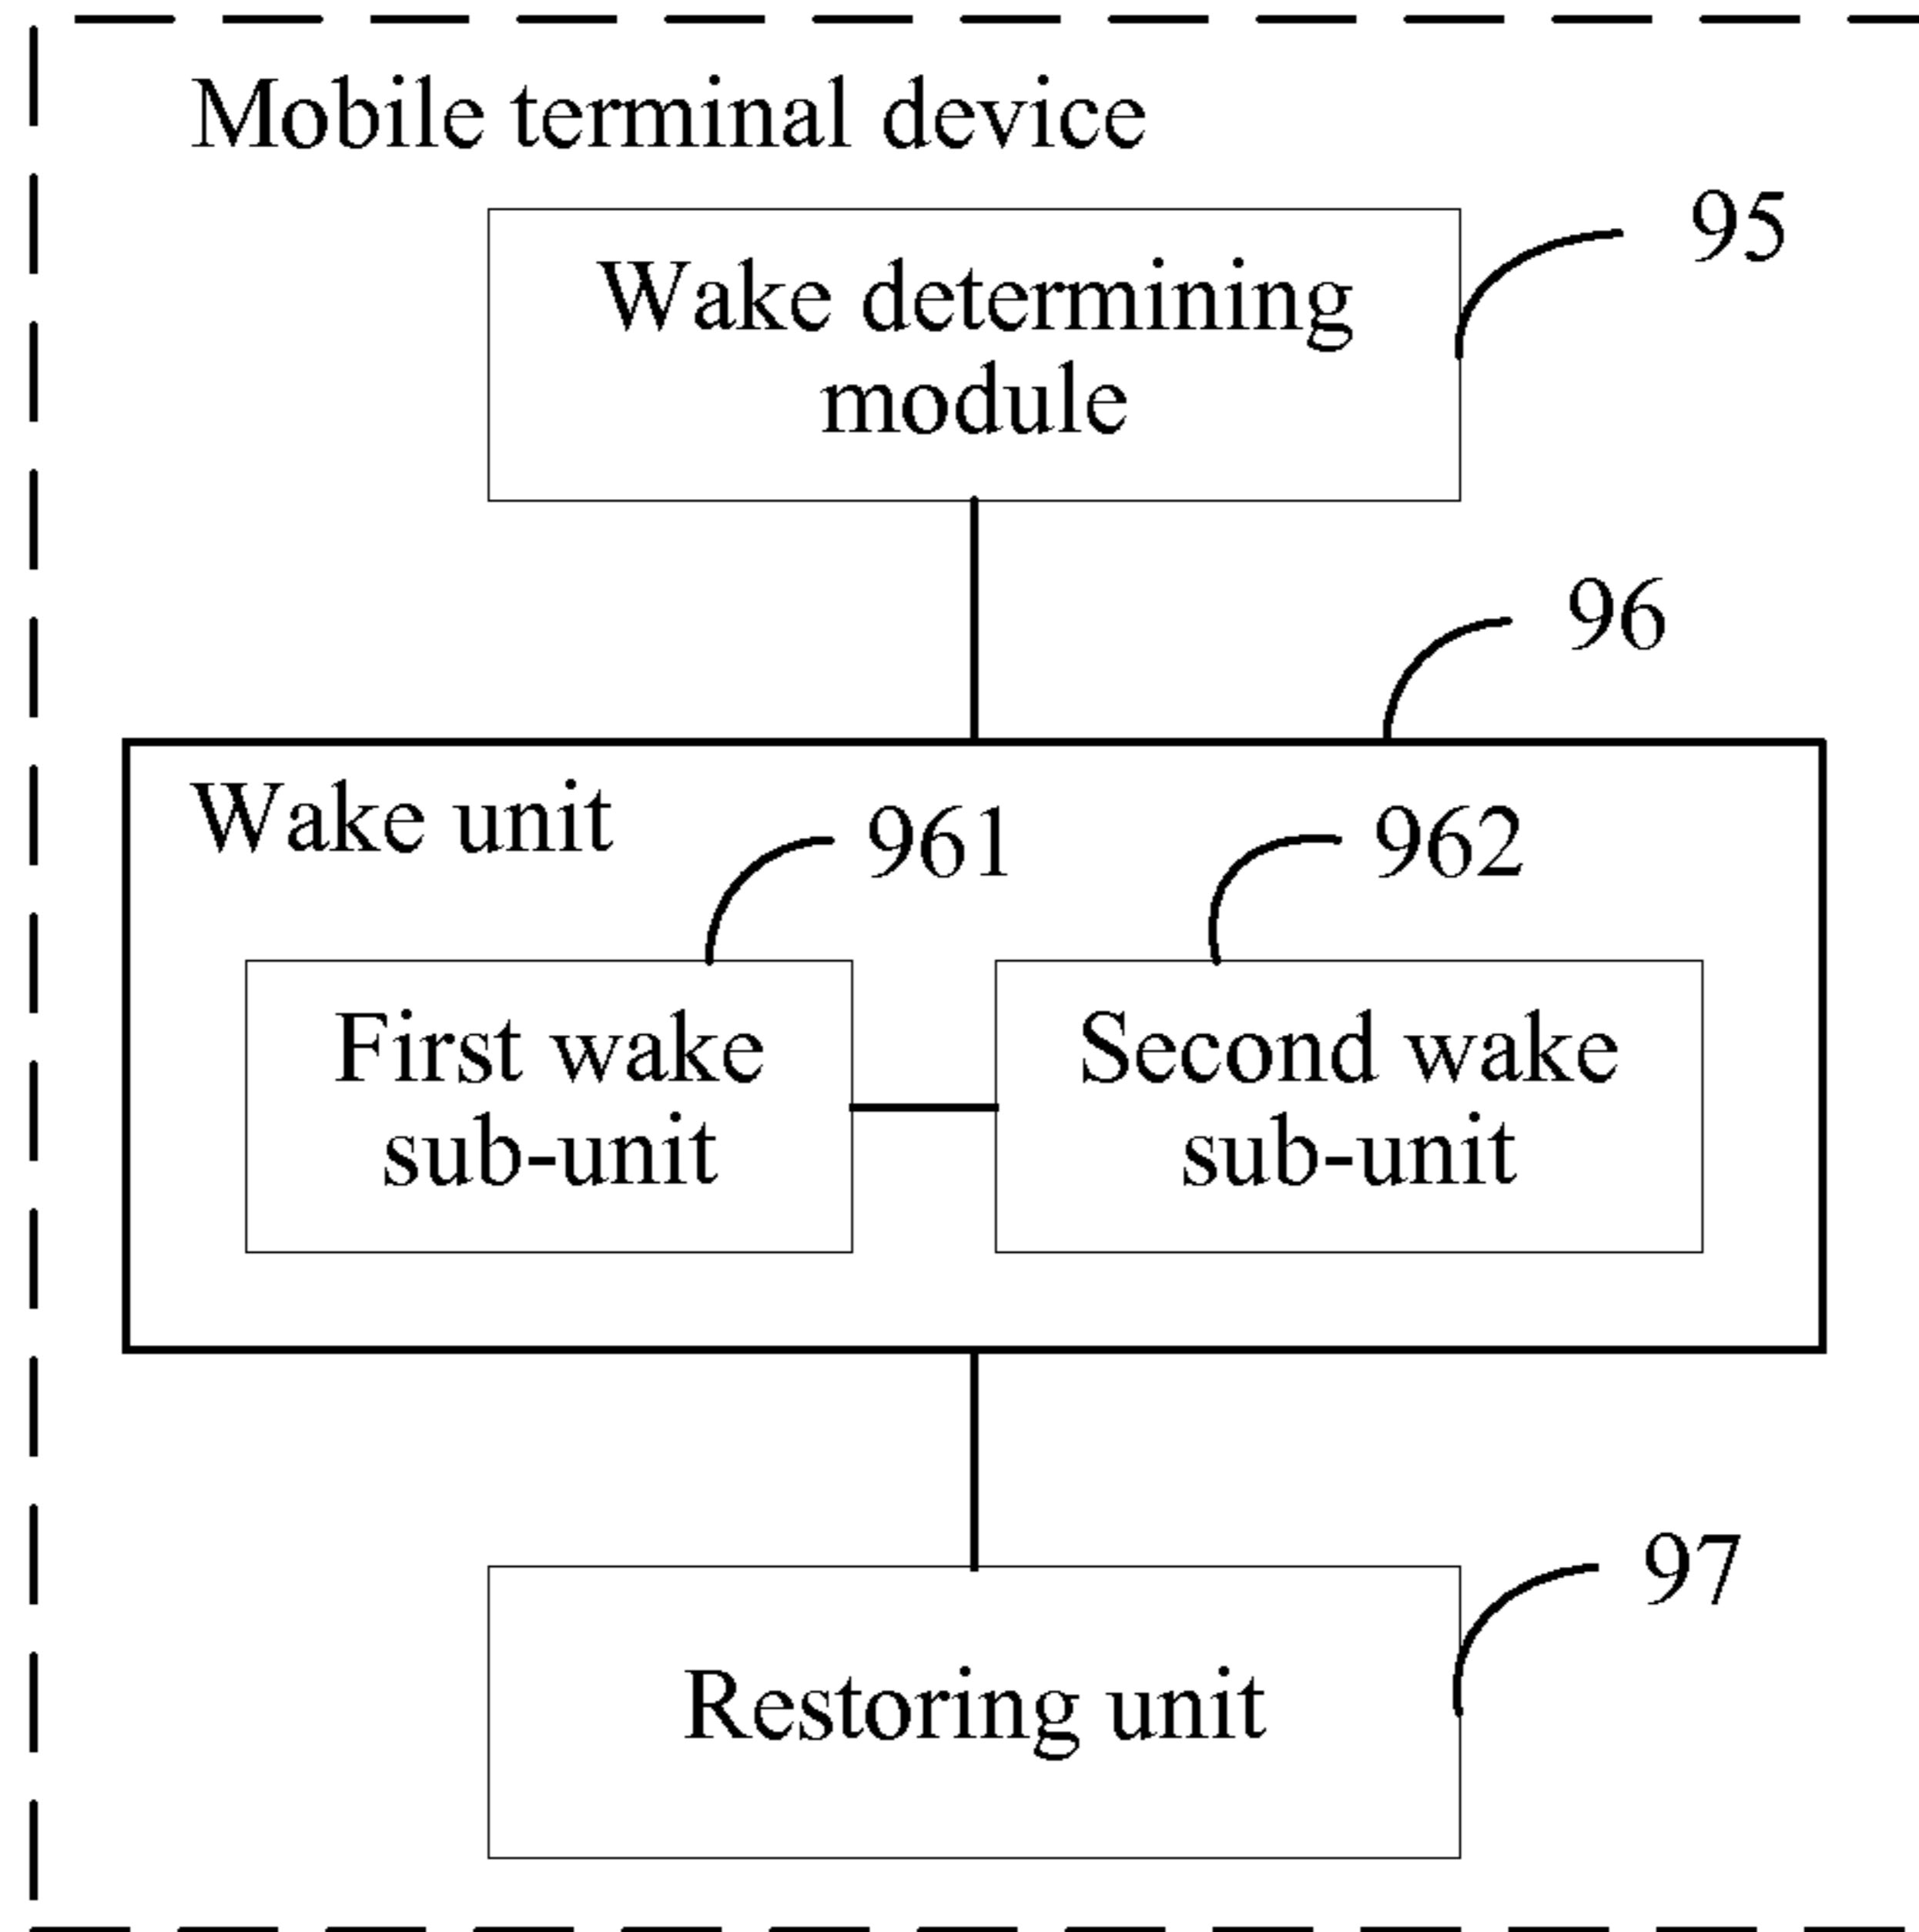 Mobile terminal device
95
Wake determining
module
96
Wake unit
961
962
First wake
sub-unit
Second wake
sub-unit
97
Restoring unit